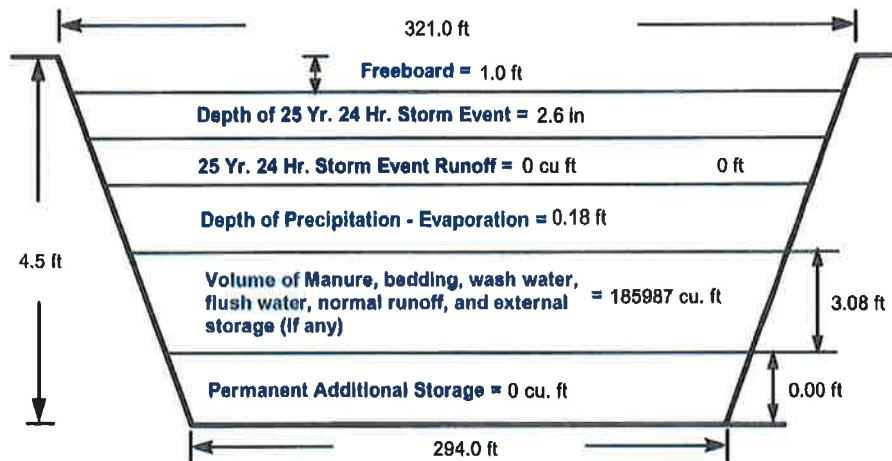 321.0 ft
Freeboard = 1.0 ft
Depth of 25 Yr. 24 Hr. Storm Event = 2.6 in
25 Yr. 24 Hr. Storm Event Runoff = 0 cu ft 0 ft
Depth of Precipitation - Evaporation = 0.18 ft
4.5 ft
Volume of Manure, bedding, wash water,
flush water, normal runoff, and external = 185987 cu. ft
storage (if any)
3.08 ft
Permanent Additional Storage = 0 cu. ft
0.00 ft
294.0 ft